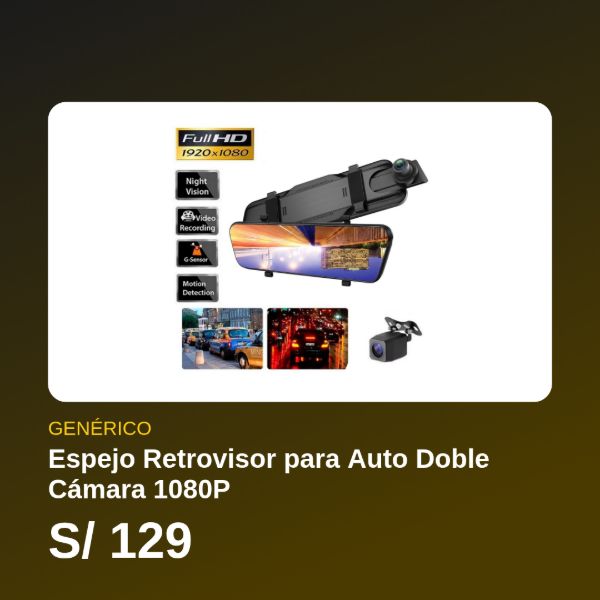 Full HD
1920x1080
Night
Vision
Video
Recording
G-Sensor
Motion
Detection
GENÉRICO
Espejo Retrovisor para Auto Doble
Cámara 1080P
S/ 129